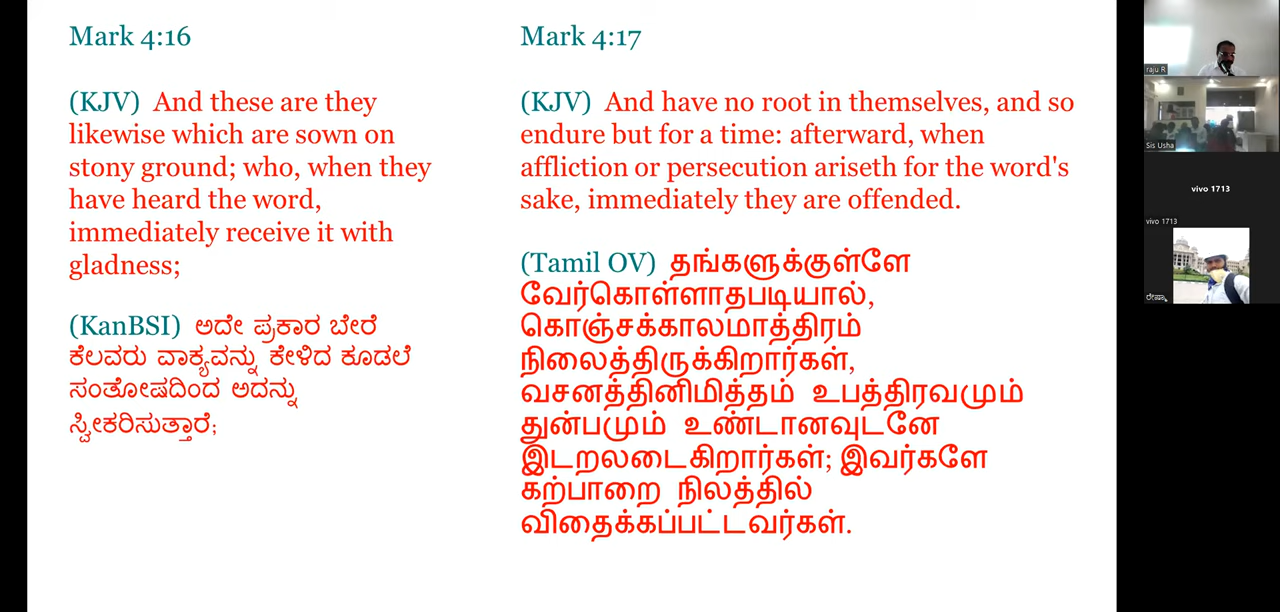 Mark 4:16
(KJV) And these are they
likewise which are sown on
stony ground; who, when they
have heard the word,
immediately receive it with
gladness;
(KanBSI) ಅದೇ ಪ್ರಕಾರ ಬೇರೆ
ಕೆಲವರು ವಾಕ್ಯವನ್ನು ಕೇಳಿದ ಕೂಡಲೆ
ಸಂತೋಷದಿಂದ ಅದನ್ನು
ಸ್ವೀಕರಿಸುತ್ತಾರೆ;
Mark 4:17
(KJV) And have no root in themselves, and so
endure but for a time: afterward, when
affliction or persecution ariseth for the word's
sake, immediately they are offended.
(Tamil OV) தங்களுக்குள்ளே
வேர்கொள்ளாதபடியால்,
கொஞ்சக்காலமாத்திரம்
நிலைத்திருக்கிறார்கள்,
வசனத்தினிமித்தம் உபத்திரவமும்
துன்பமும் உண்டானவுடனே
இடறலடைகிறார்கள்; இவர்களே
கற்பாறை நிலத்தில்
விதைக்கப்பட்டவர்கள்.
raju R
Sis Usha
vivo 1713
vivo 1713